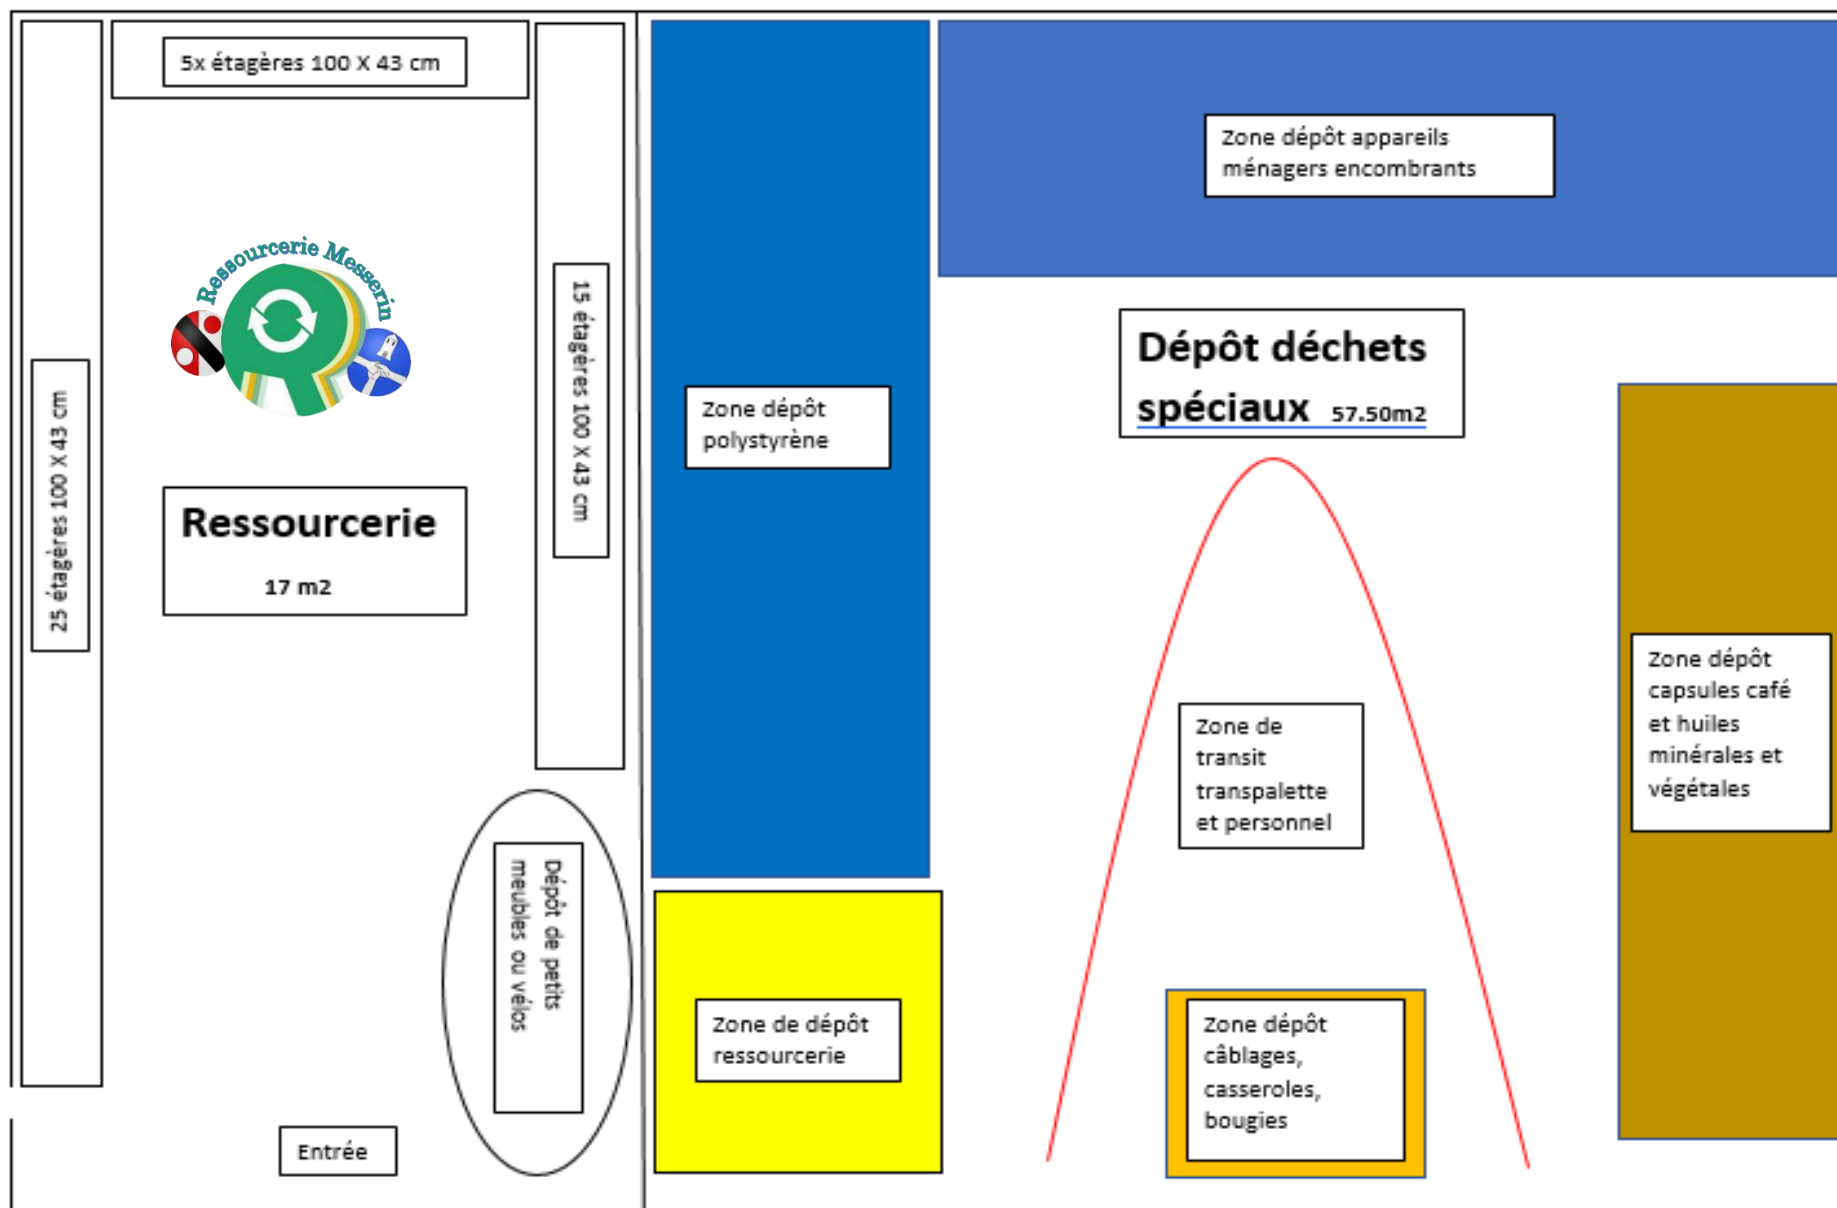 5x étagères 100 X 43 cm
Ressourcerie Messerin
25 étagères 100 X 43 cm
15 étagères 100 X 43 cm
Ressourcerie
17 m2
Dépôt de petits
meubles ou vélos
Entrée
Zone dépôt
polystyrène
Zone de dépôt
ressourcerie
Zone dépôt appareils
ménagers encombrants
Dépôt déchets
spéciaux 57.50m2
Zone de
transit
transpalette
et personnel
Zone dépôt
câblages,
casseroles,
bougies
Zone dépôt
capsules café
et huiles
minérales et
végétales